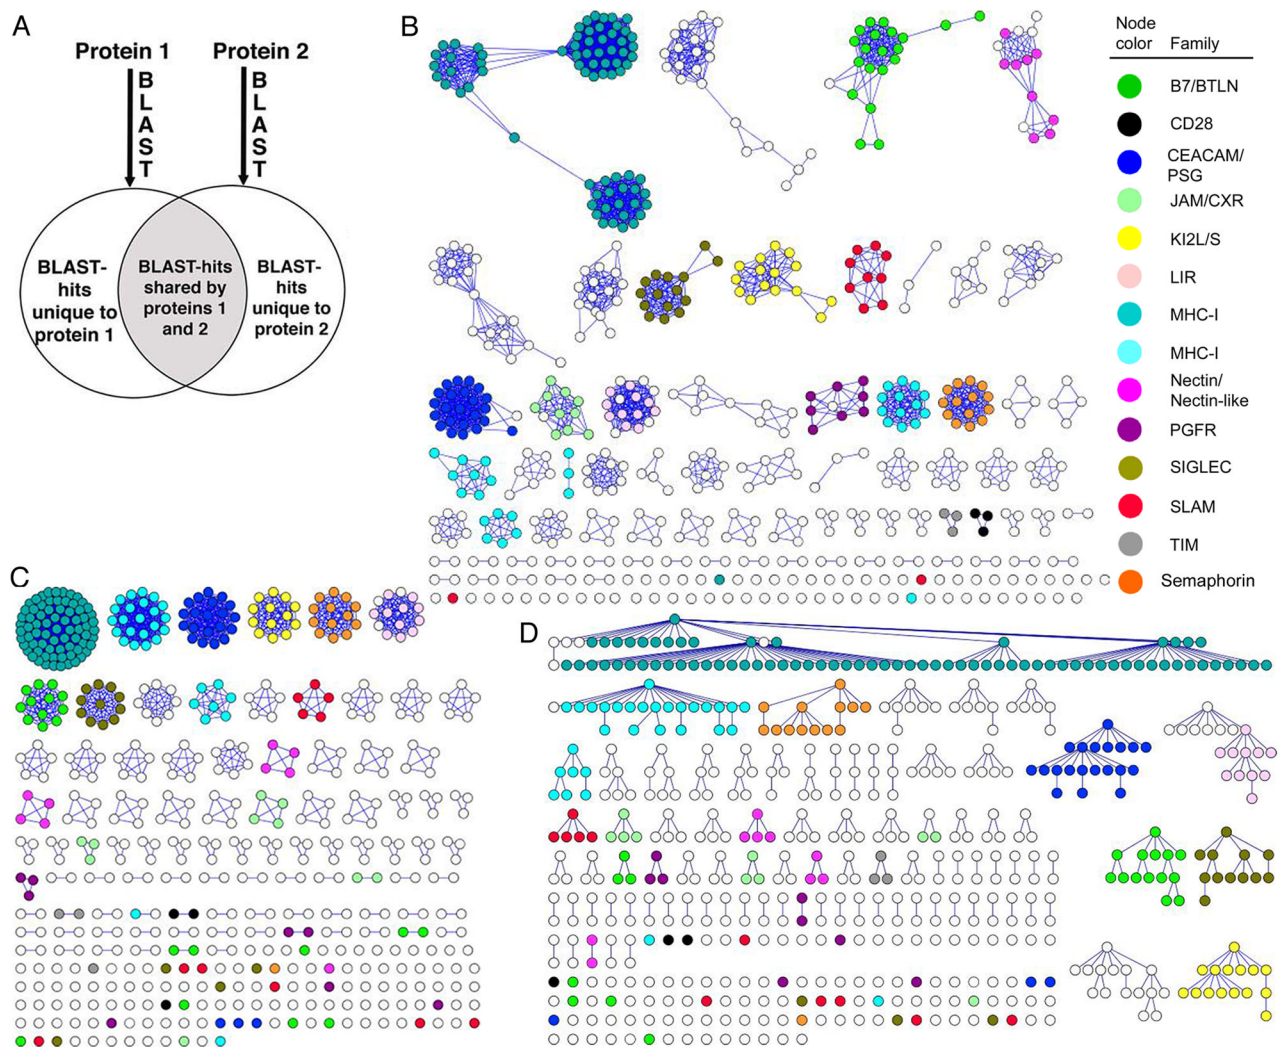 A
Protein 1 Protein 2
B
L
A
S
T
B
L
A
S
T
BLAST-
hits
unique to
protein 1
BLAST-hits
shared by
proteins 1
and 2
BLAST-
hits
unique to
protein 2
B
Node
color
Family
B7/BTLN
CD28
CEACAM/
PSG
JAM/CXR
KI2L/S
LIR
MHC-I
MHC-I
Nectin/
Nectin-like
PGFR
SIGLEC
SLAM
TIM
Semaphorin
C
D